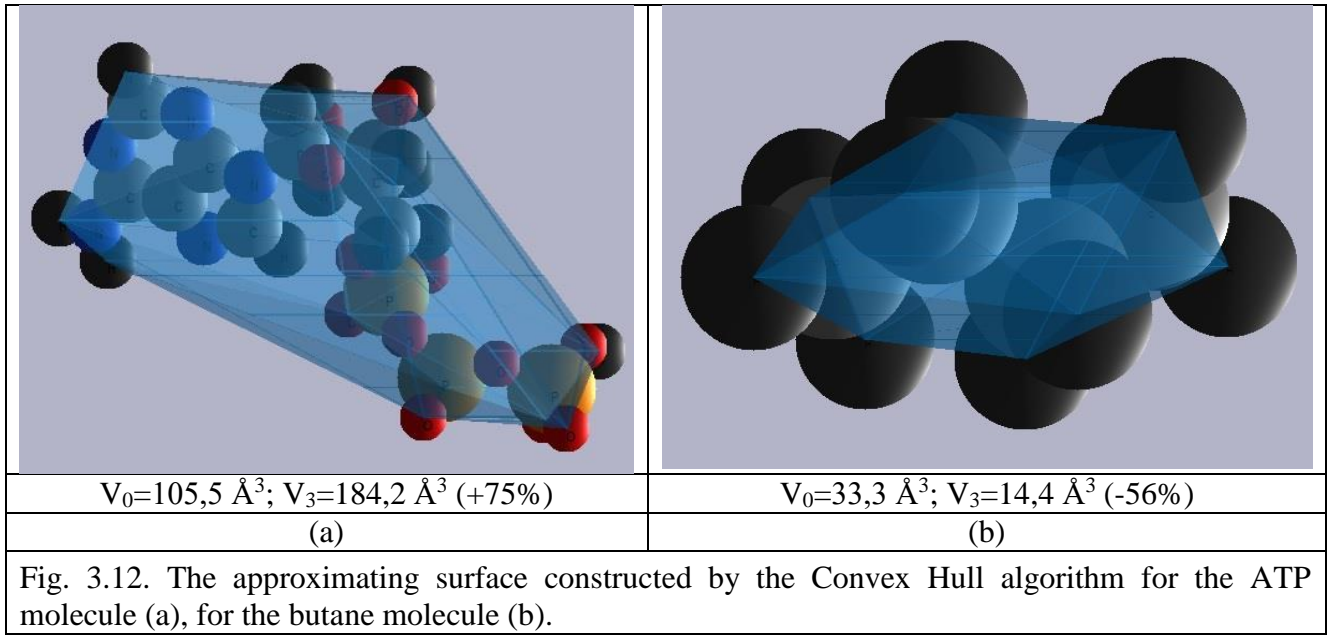 V₀=105,5 Å³; V₃=184,2 Å³ (+75%)
V₀=33,3 Å³; V₃=14,4 Å³ (-56%)
(a)
(b)
Fig. 3.12. The approximating surface constructed by the Convex Hull algorithm for the ATP
molecule (a), for the butane molecule (b).